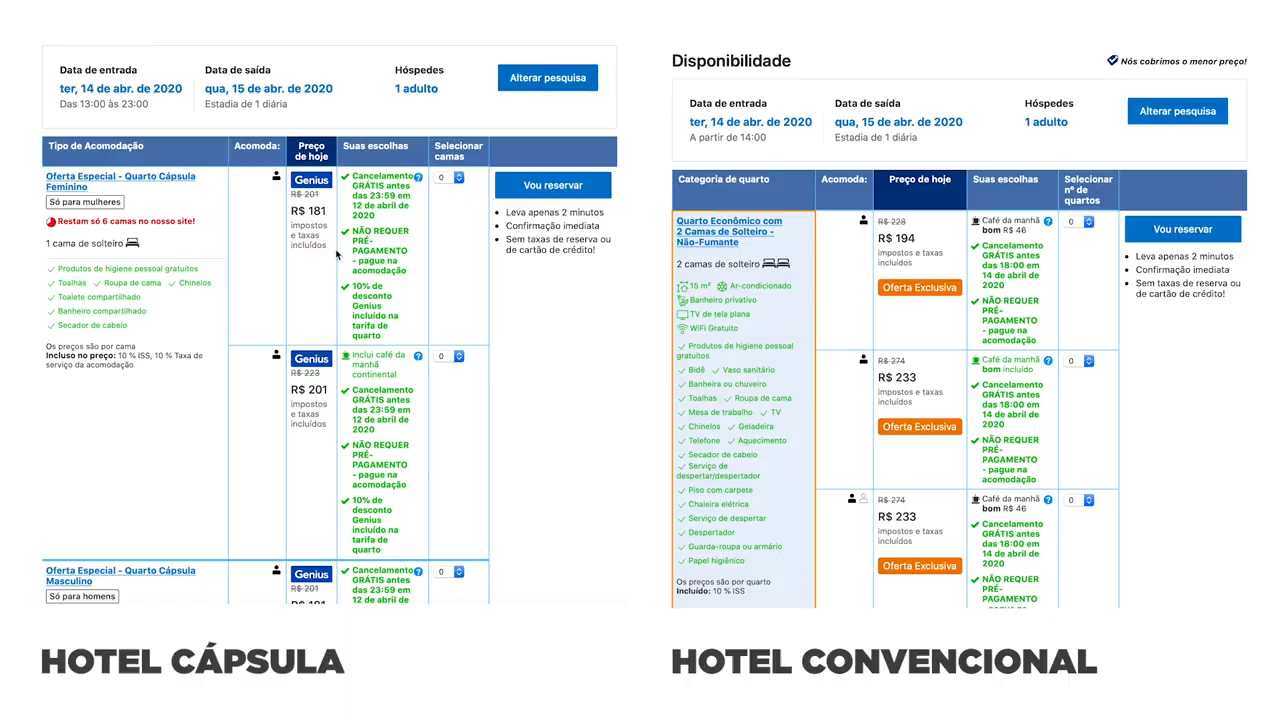 Data de entrada
ter, 14 de abr. de 2020
Das 13:00 às 23:00
Data de saída
qua, 15 de abr. de 2020
Estadia de 1 diária
Hóspedes
1 adulto
Alterar pesquisa
Tipo de Acomodação
Acomoda:
Preço
de hoje
Suas escolhas
Selecionar
camas
Oferta Especial - Quarto Cápsula
Feminino
Só para mulheres
Restam só 6 camas no nosso site!
1 cama de solteiro
Produtos de higiene pessoal gratuitos
Toalhas Roupa de cama Chinelos
Toalete compartilhado
Banheiro compartilhado
Secador de cabelo
Os preços são por cama
Incluso no preço: 10 % ISS, 10 % Taxa de
serviço da acomodação
Genius
R$ 201
R$ 181
impostos
e taxas
incluídos
Cancelamento
GRÁTIS antes
das 23:59 em
12 de abril de
2020
NÃO REQUER
PRÉ-
PAGAMENTO
- pague na
acomodação
10% de
desconto
Genius
incluído na
tarifa de
quarto
0
Vou reservar
Leva apenas 2 minutos
Confirmação imediata
Sem taxas de reserva ou
de cartão de crédito!
Genius
R$ 223
R$ 201
impostos
e taxas
incluídos
Inclui café da
manhã
continental
Cancelamento
GRÁTIS antes
das 23:59 em
12 de abril de
2020
NÃO REQUER
PRÉ-
PAGAMENTO
- pague na
acomodação
10% de
desconto
Genius
incluído na
tarifa de
quarto
0
Oferta Especial - Quarto Cápsula
Masculino
Só para homens
Genius
R$ 201
R$ 181
Cancelamento
GRÁTIS antes
das 23:59 em
12 de abril de
0
HOTEL CÁPSULA
Disponibilidade
Nós cobrimos o menor preço!
Data de entrada
ter, 14 de abr. de 2020
A partir de 14:00
Data de saída
qua, 15 de abr. de 2020
Estadia de 1 diária
Hóspedes
1 adulto
Alterar pesquisa
Categoria de quarto
Acomoda:
Preço de hoje
Suas escolhas
Selecionar
nº de
quartos
Quarto Econômico com
2 Camas de Solteiro -
Não-Fumante
2 camas de solteiro
15 m² Ar-condicionado
Banheiro privativo
TV de tela plana
WiFi Gratuito
Produtos de higiene pessoal
gratuitos
Bidê Vaso sanitário
Banheira ou chuveiro
Toalhas Roupa de cama
Mesa de trabalho TV
Chinelos Geladeira
Telefone Aquecimento
Secador de cabelo
Serviço de
despertar/despertador
Piso com carpete
Chaleira elétrica
Serviço de despertar
Despertador
Guarda-roupa ou armário
Papel higiênico
Os preços são por quarto
Incluído: 10 % ISS
R$ 228
R$ 194
impostos e taxas
incluídos
Oferta Exclusiva
Café da manhã
bom R$ 46
Cancelamento
GRÁTIS antes
das 18:00 em
14 de abril de
2020
NÃO REQUER
PRÉ-
PAGAMENTO
- pague na
acomodação
0
Vou reservar
Leva apenas 2 minutos
Confirmação imediata
Sem taxas de reserva ou
de cartão de crédito!
R$ 274
R$ 233
impostos e taxas
incluídos
Oferta Exclusiva
Café da manhã
bom incluído
Cancelamento
GRÁTIS antes
das 18:00 em
14 de abril de
2020
NÃO REQUER
PRÉ-
PAGAMENTO
- pague na
acomodação
0
R$ 274
R$ 233
impostos e taxas
incluídos
Oferta Exclusiva
Café da manhã
bom R$ 46
Cancelamento
GRÁTIS antes
das 18:00 em
14 de abril de
2020
NÃO REQUER
PRÉ-
PAGAMENTO
0
HOTEL CONVENCIONAL